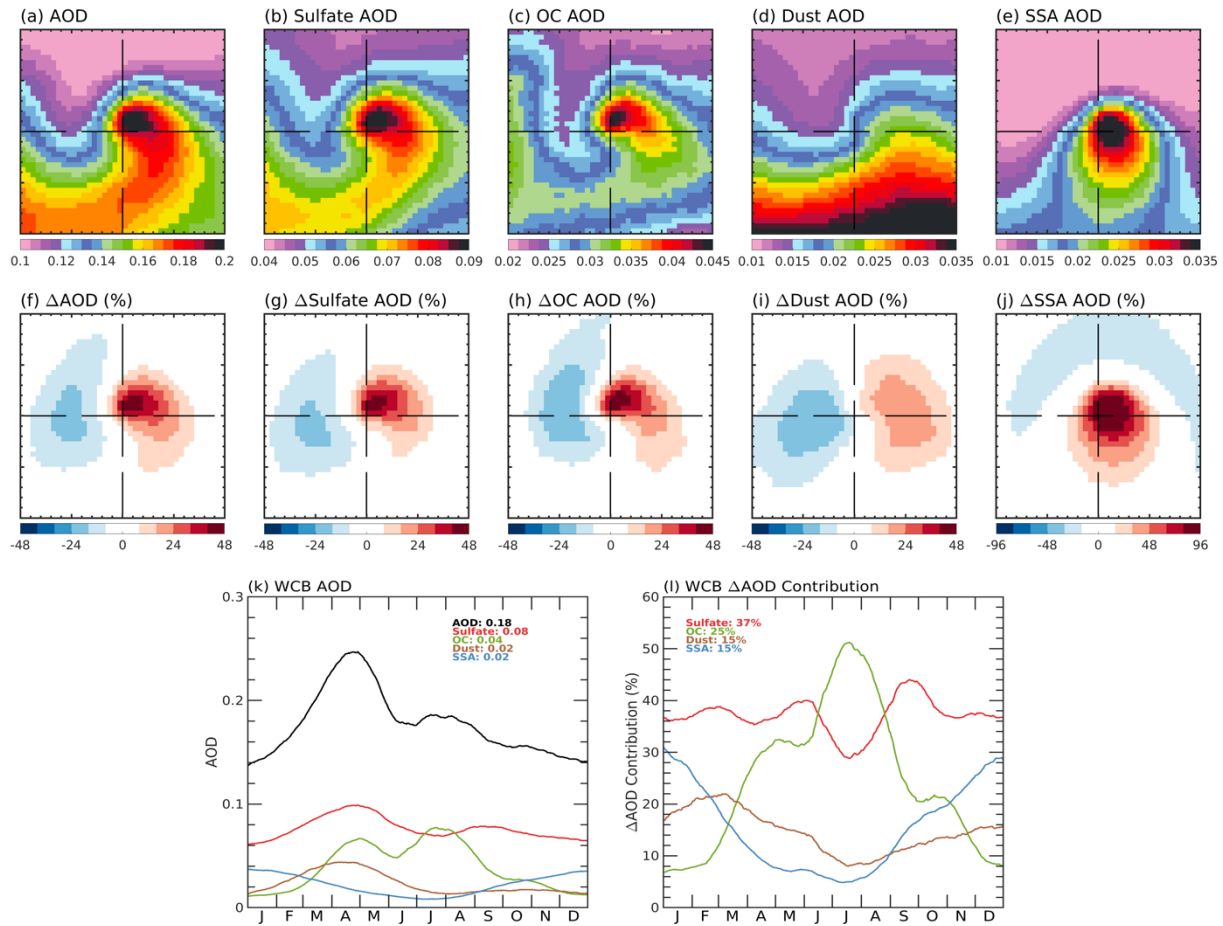 (a) AOD
(b) Sulfate AOD
(c) OC AOD
(d) Dust AOD
(e) SSA AOD
0.1 0.12 0.14 0.16 0.18 0.2
0.04 0.05 0.06 0.07 0.08 0.09
0.02 0.025 0.03 0.035 0.04 0.045
0.01 0.015 0.02 0.025 0.03 0.035
0.01 0.015 0.02 0.025 0.03 0.035
(f) ΔAOD (%)
(g) ΔSulfate AOD (%)
(h) ΔOC AOD (%)
(i) ΔDust AOD (%)
(j) ΔSSA AOD (%)
-48 -24 0 24 48
-48 -24 0 24 48
-48 -24 0 24 48
-48 -24 0 24 48
-96 -48 0 48 96
(k) WCB AOD
0.3
0.2
0.1
0
AOD
AOD: 0.18
Sulfate: 0.08
OC: 0.04
Dust: 0.02
SSA: 0.02
J F M A M J J A S O N D
(l) WCB ΔAOD Contribution
60
50
40
30
20
10
0
ΔAOD Contribution (%)
Sulfate: 37%
OC: 25%
Dust: 15%
SSA: 15%
J F M A M J J A S O N D